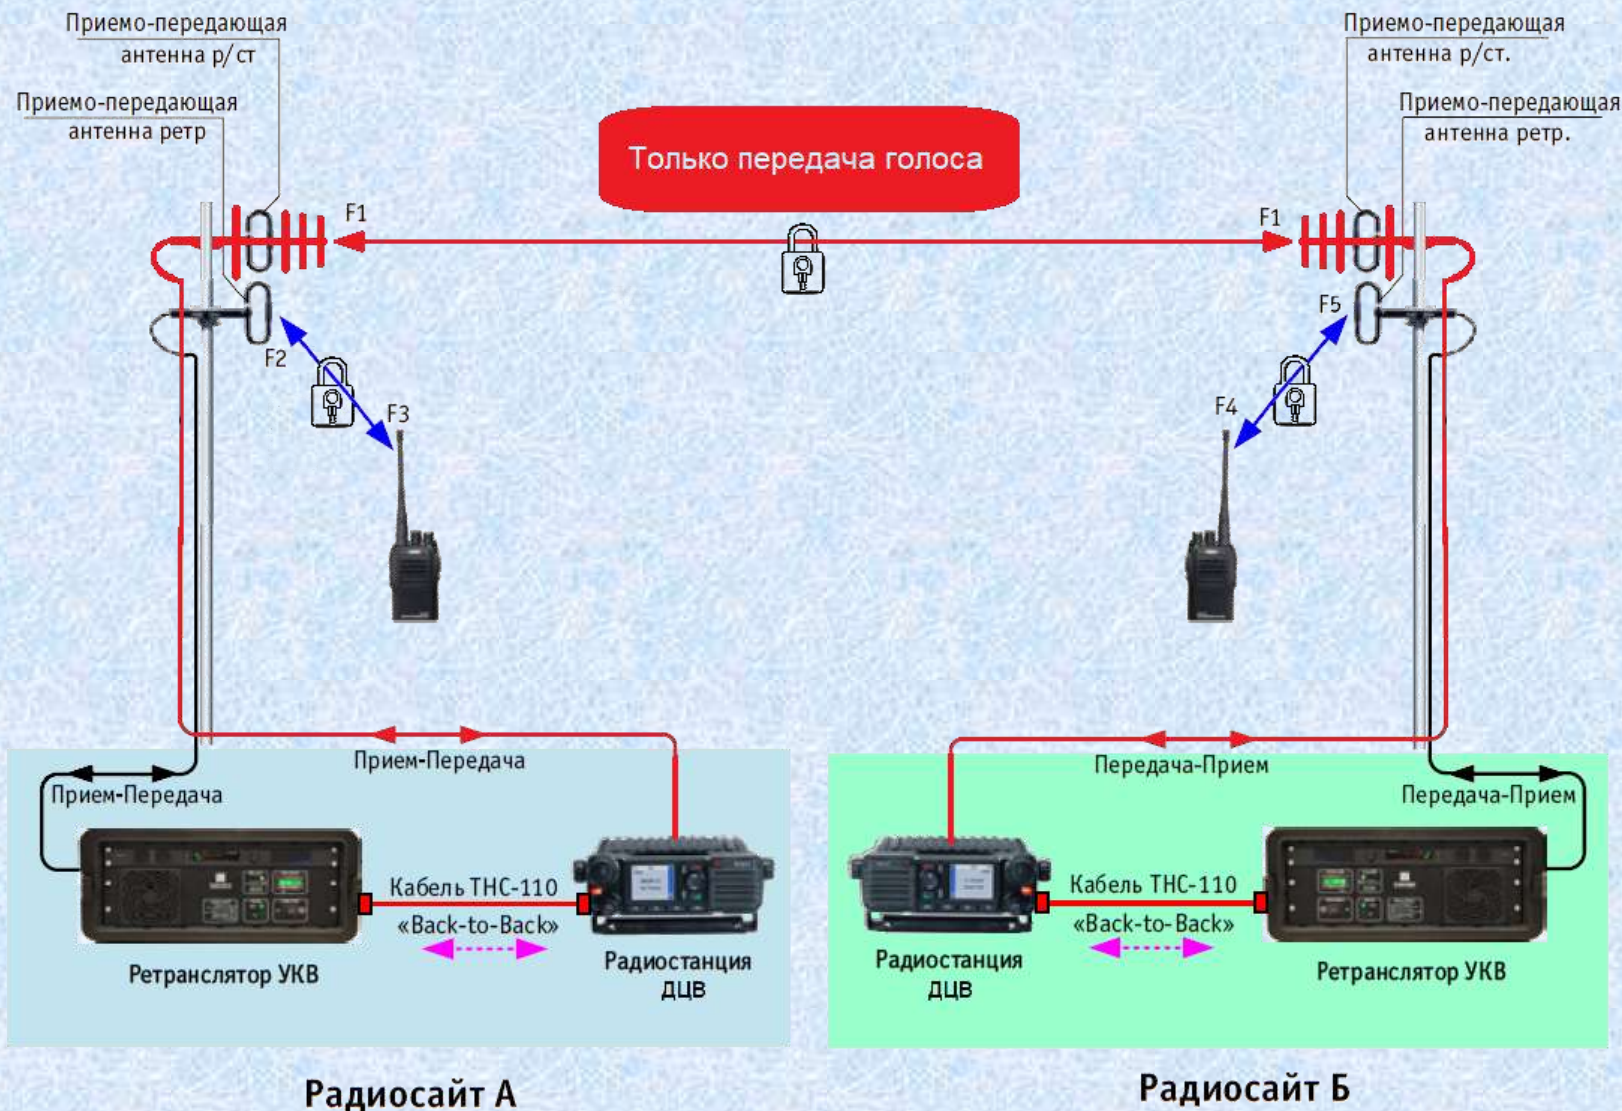 Приемо-передающая
антенна р/ст
Приемо-передающая
антенна ретр
Приемо-передающая
антенна р/ст.
Приемо-передающая
антенна ретр.
Только передача голоса
F1
F1
F2
F3
F5
F4
Прием-Передача
Прием-Передача
Передача-Прием
Передача-Прием
Кабель ТНС-110
«Back-to-Back»
Кабель ТНС-110
«Back-to-Back»
Ретранслятор УКВ
Радиостанция
ДЦВ
Радиостанция
ДЦВ
Ретранслятор УКВ
Радиосайт А
Радиосайт Б